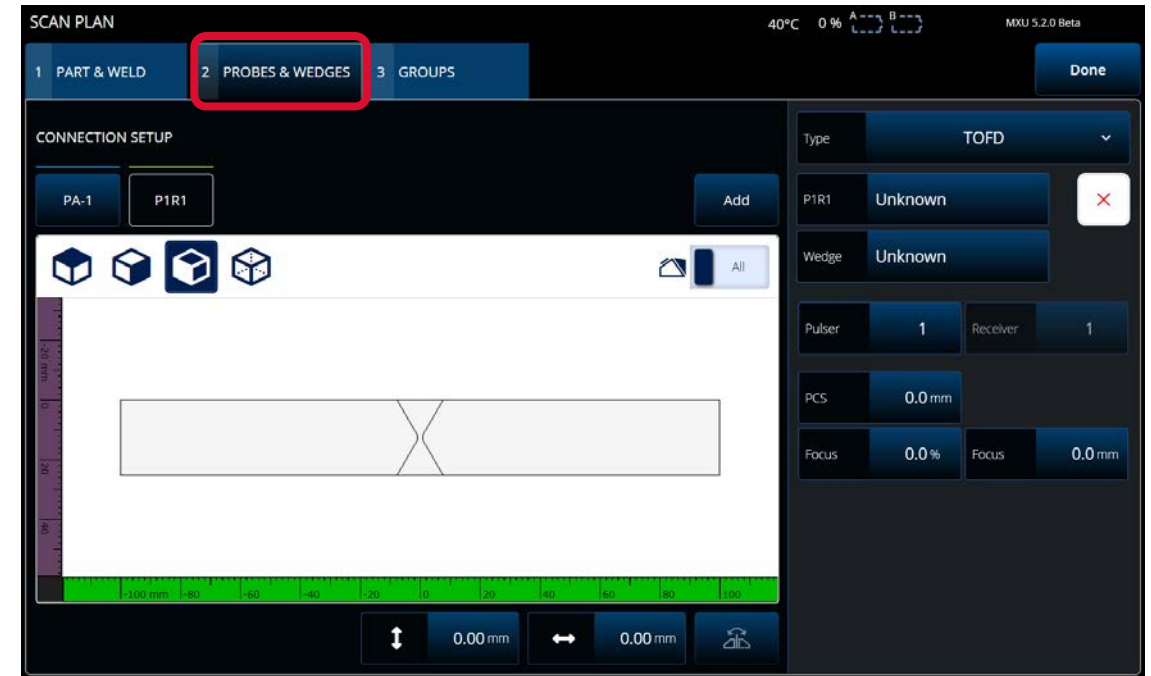 SCAN PLAN
40°C 0 % A B MXU 5.2.0 Beta
1 PART & WELD 2 PROBES & WEDGES 3 GROUPS Done
CONNECTION SETUP
Type TOFD
PA-1 P1R1 Add
P1R1 Unknown
All
Wedge Unknown
Pulser 1 Receiver 1
-20 mm
0
20
40
PCS 0.0 mm
Focus 0.0 % Focus 0.0 mm
-100 mm -80 -60 -40 -20 0 20 40 60 80 100
0.00 mm 0.00 mm